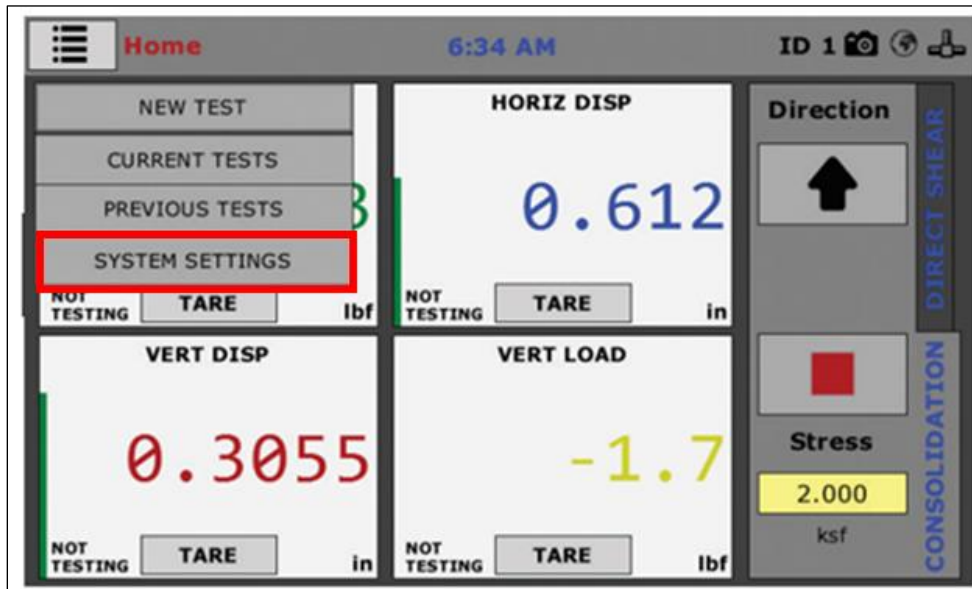 Home
6:34 AM
ID 1
NEW TEST
CURRENT TESTS
PREVIOUS TESTS
SYSTEM SETTINGS
NOT TESTING
TARE
lbf
HORIZ DISP
0.612
NOT TESTING
TARE
in
Direction
DIRECT SHEAR
VERT DISP
0.3055
NOT TESTING
TARE
in
VERT LOAD
-1.7
NOT TESTING
TARE
lbf
Stress
2.000
ksf
CONSOLIDATION